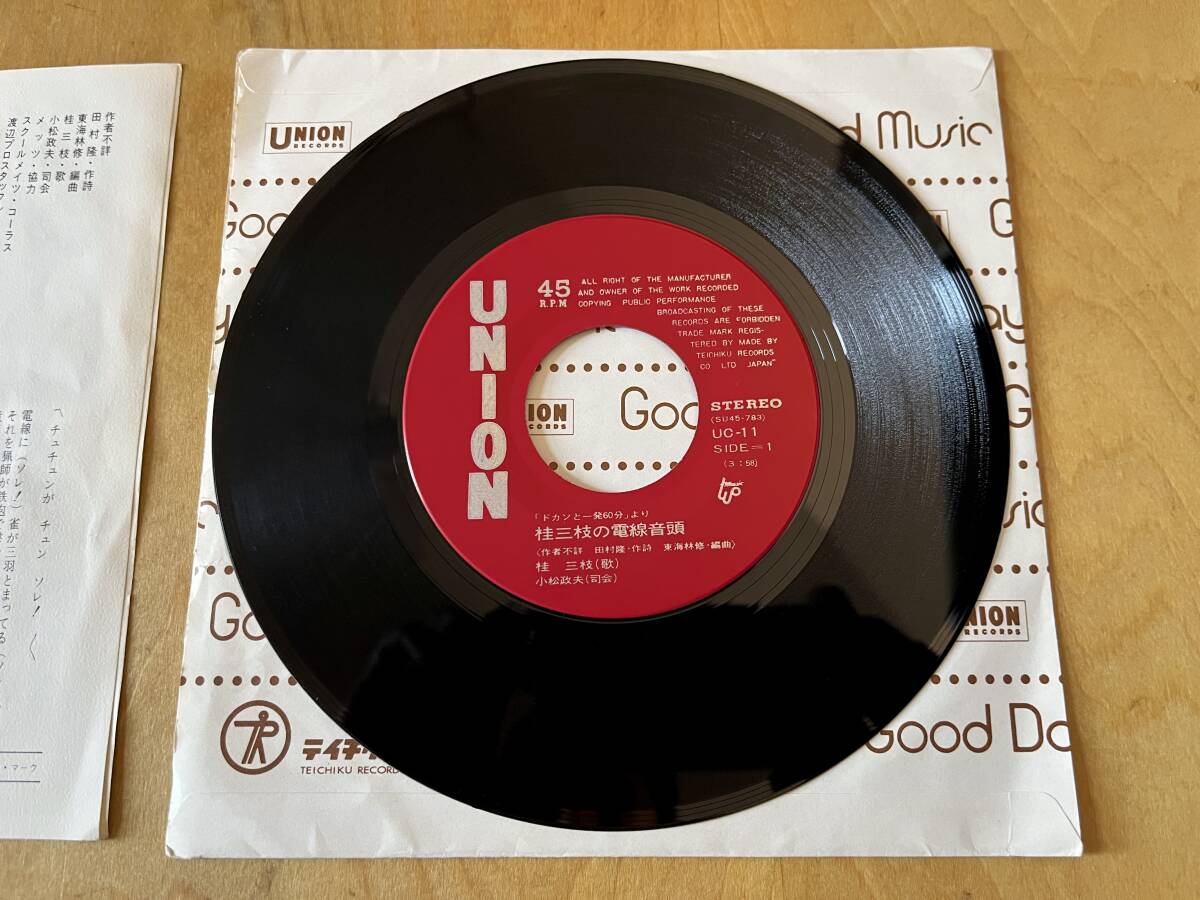 作者不詳
田村隆・作詩
東海林修・編曲
桂三枝・歌
小松政夫・司会
メッツ・協力
スクールメイツ・コーラス
渡辺プロスタッフ
〽チュチュンが チュン ソレ!
電線に(ソレ!)雀が三羽とまってる
それを猟師が鉄砲で
・マーク
UNION
RECORDS
Good Music
Good
UNION
45
R.P.M
ALL RIGHT OF THE MANUFACTURER
AND OWNER OF THE WORK RECORDED
COPYING PUBLIC PERFORMANCE
BROADCASTING OF THESE
RECORDS ARE FORBIDDEN
TRADE MARK REGIS-
TERED BY MADE BY
TEICHIKU RECORDS
CO LTD JAPAN"
ION
CORDS
Good
STEREO
(SU45-783)
UC-11
SIDE=1
(3:58)
「ドカンと一発60分」より
桂三枝の電線音頭
〈作者不詳 田村隆・作詩 東海林修・編曲〉
桂 三枝(歌)
小松政夫(司会)
Go
UNION
RECORDS
テイチク
TEICHIKU RECORD
Good Da